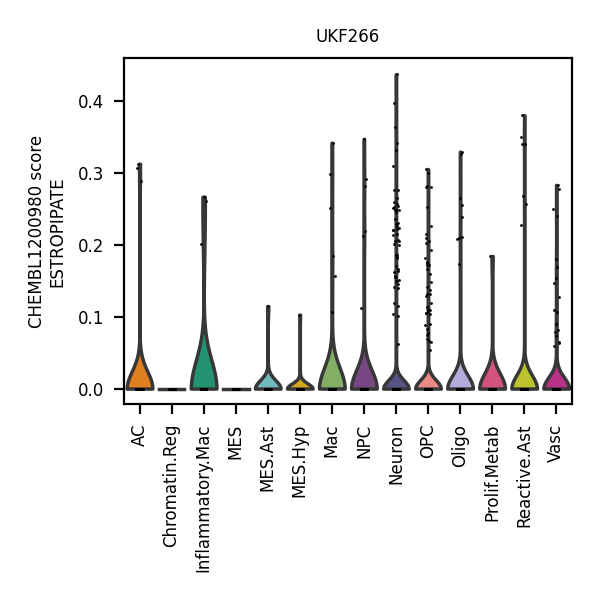 UKF266
CHEMBL1200980 score
ESTROPIPATE
0.4
0.3
0.2
0.1
0.0
AC
Chromatin.Reg
Inflammatory.Mac
MES
MES.Ast
MES.Hyp
Mac
NPC
Neuron
OPC
Oligo
Prolif.Metab
Reactive.Ast
Vasc